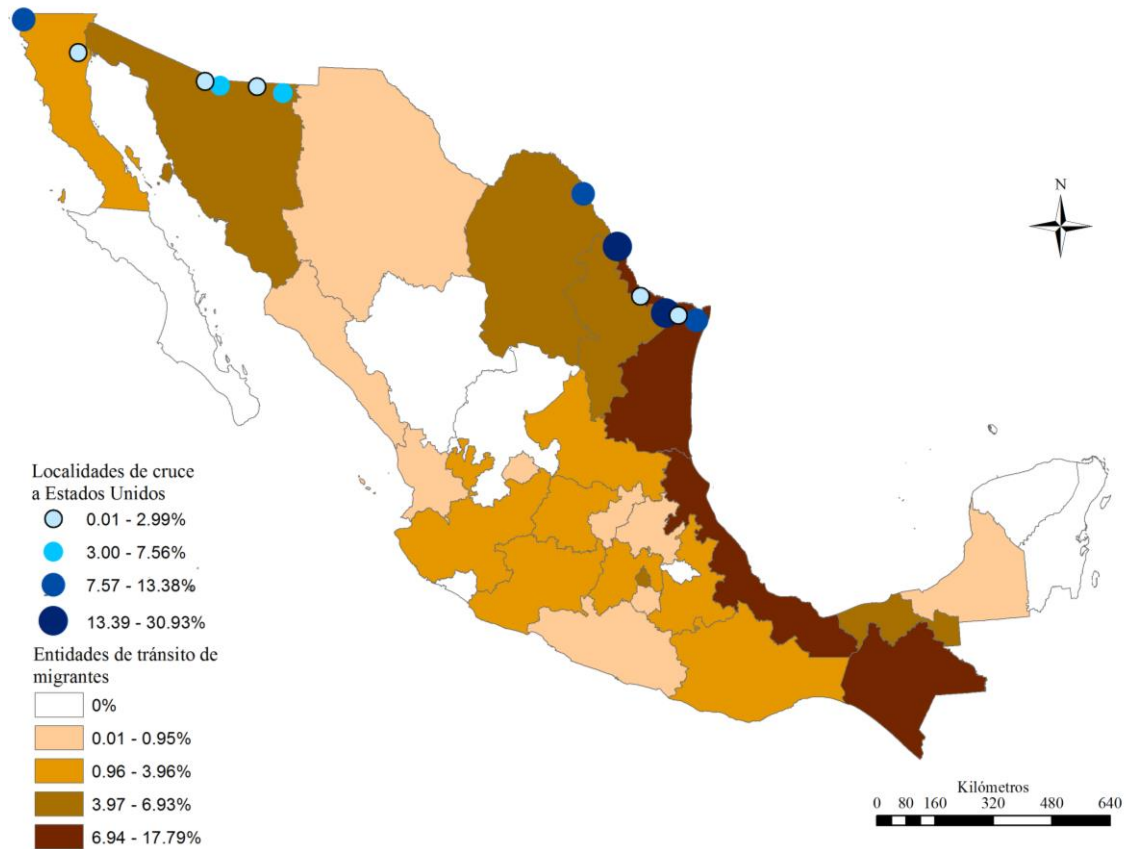 N
Localidades de cruce
a Estados Unidos
0.01 - 2.99%
3.00 - 7.56%
7.57 - 13.38%
13.39 - 30.93%
Entidades de tránsito de
migrantes
0%
0.01 - 0.95%
0.96 - 3.96%
3.97 - 6.93%
6.94 - 17.79%
Kilómetros
0 80 160 320 480 640